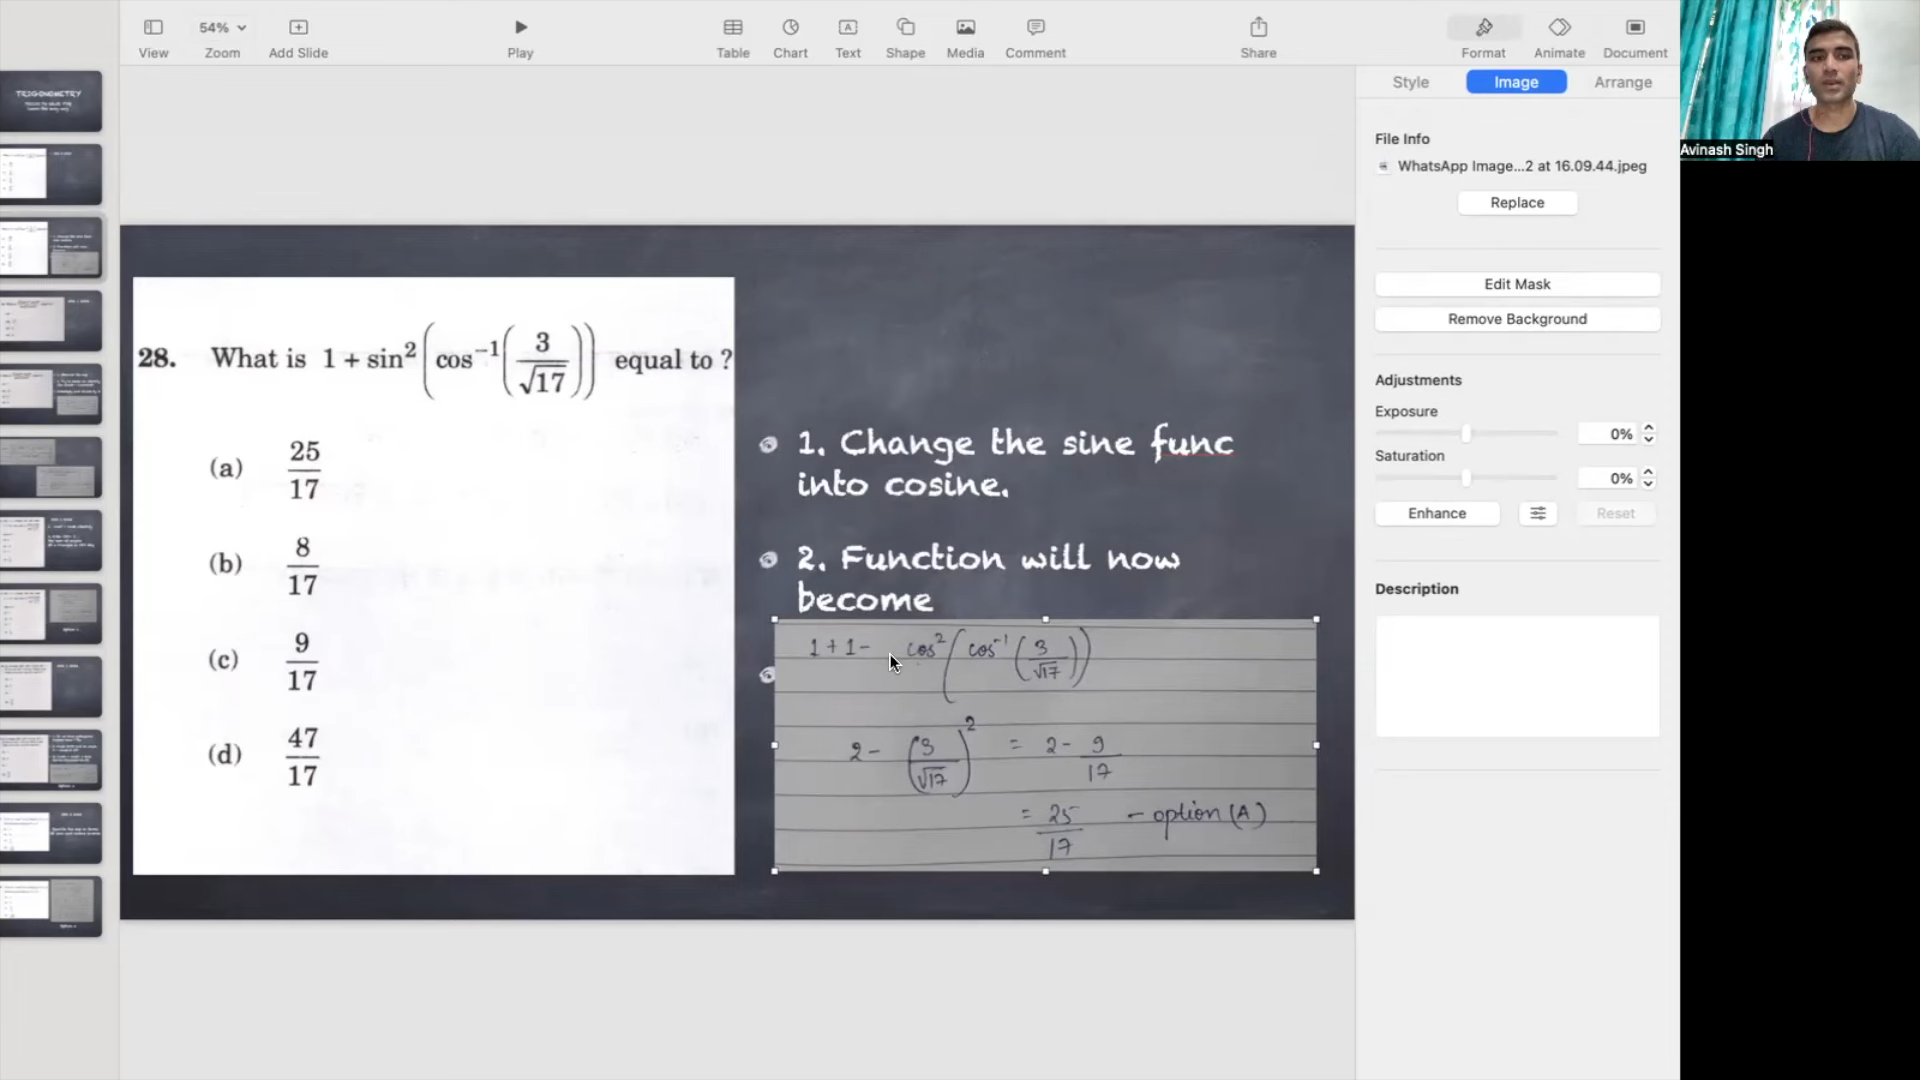 View
54%
Zoom
Add Slide
Play
Table
Chart
Text
Shape
Media
Comment
Share
Format
Animate
Document
Avinash Singh
TRIGONOMETRY
Style
Image
Arrange
File Info
WhatsApp Image...2 at 16.09.44.jpeg
Replace
Edit Mask
Remove Background
Adjustments
Exposure
0%
Saturation
0%
Enhance
Reset
Description
28. What is 1 + sin² (cos⁻¹ (3/√17)) equal to ?
(a) 25/17
(b) 8/17
(c) 9/17
(d) 47/17
1. Change the sine func
into cosine.
2. Function will now
become
1 + 1 - cos² (cos⁻¹ (3/√17))
2 - (3/√17)² = 2 - 9/17
= 25/17 - option (A)